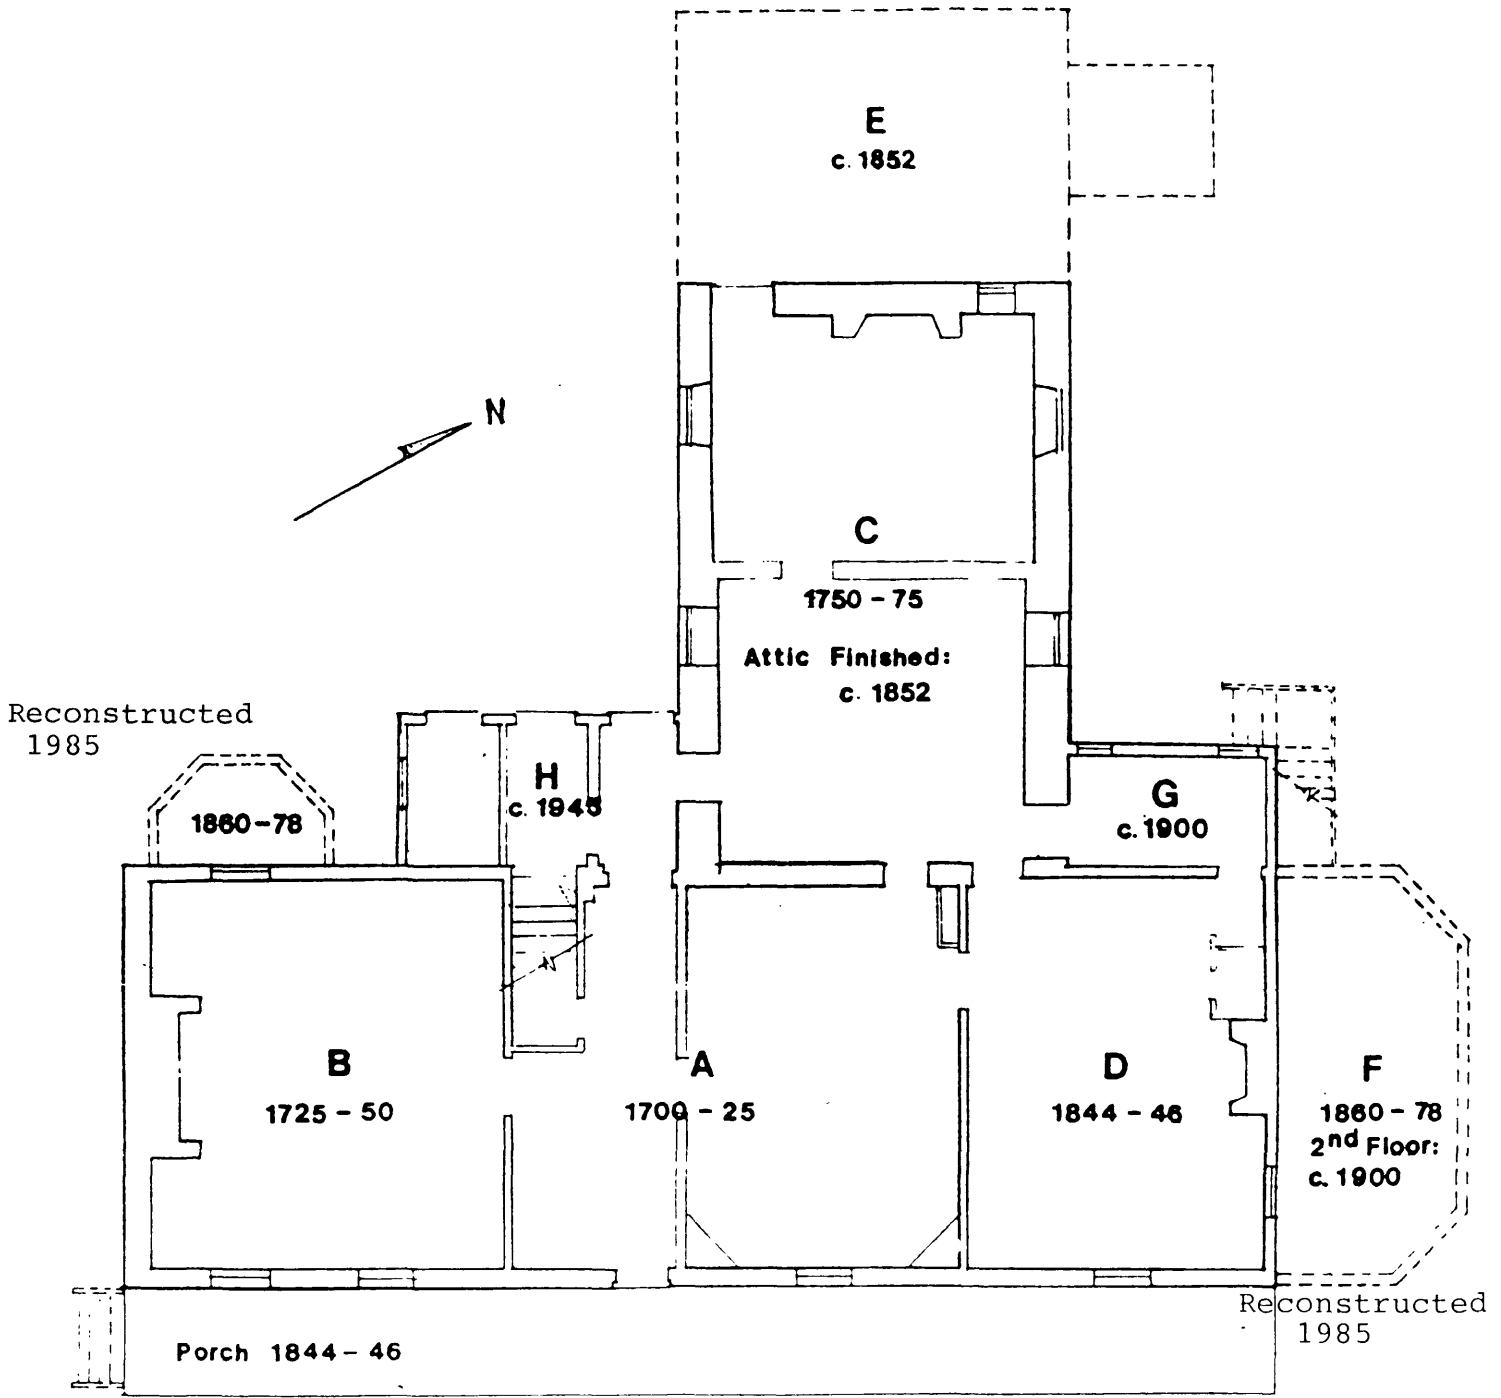 E
c. 1852
N
C
1750 - 75
Attic Finished:
c. 1852
Reconstructed
1985
1860-78
H
c. 1945
G
c. 1900
B
1725 - 50
A
1700 - 25
D
1844 - 46
F
1860 - 78
2nd Floor:
c. 1900
Reconstructed
1985
Porch 1844 - 46